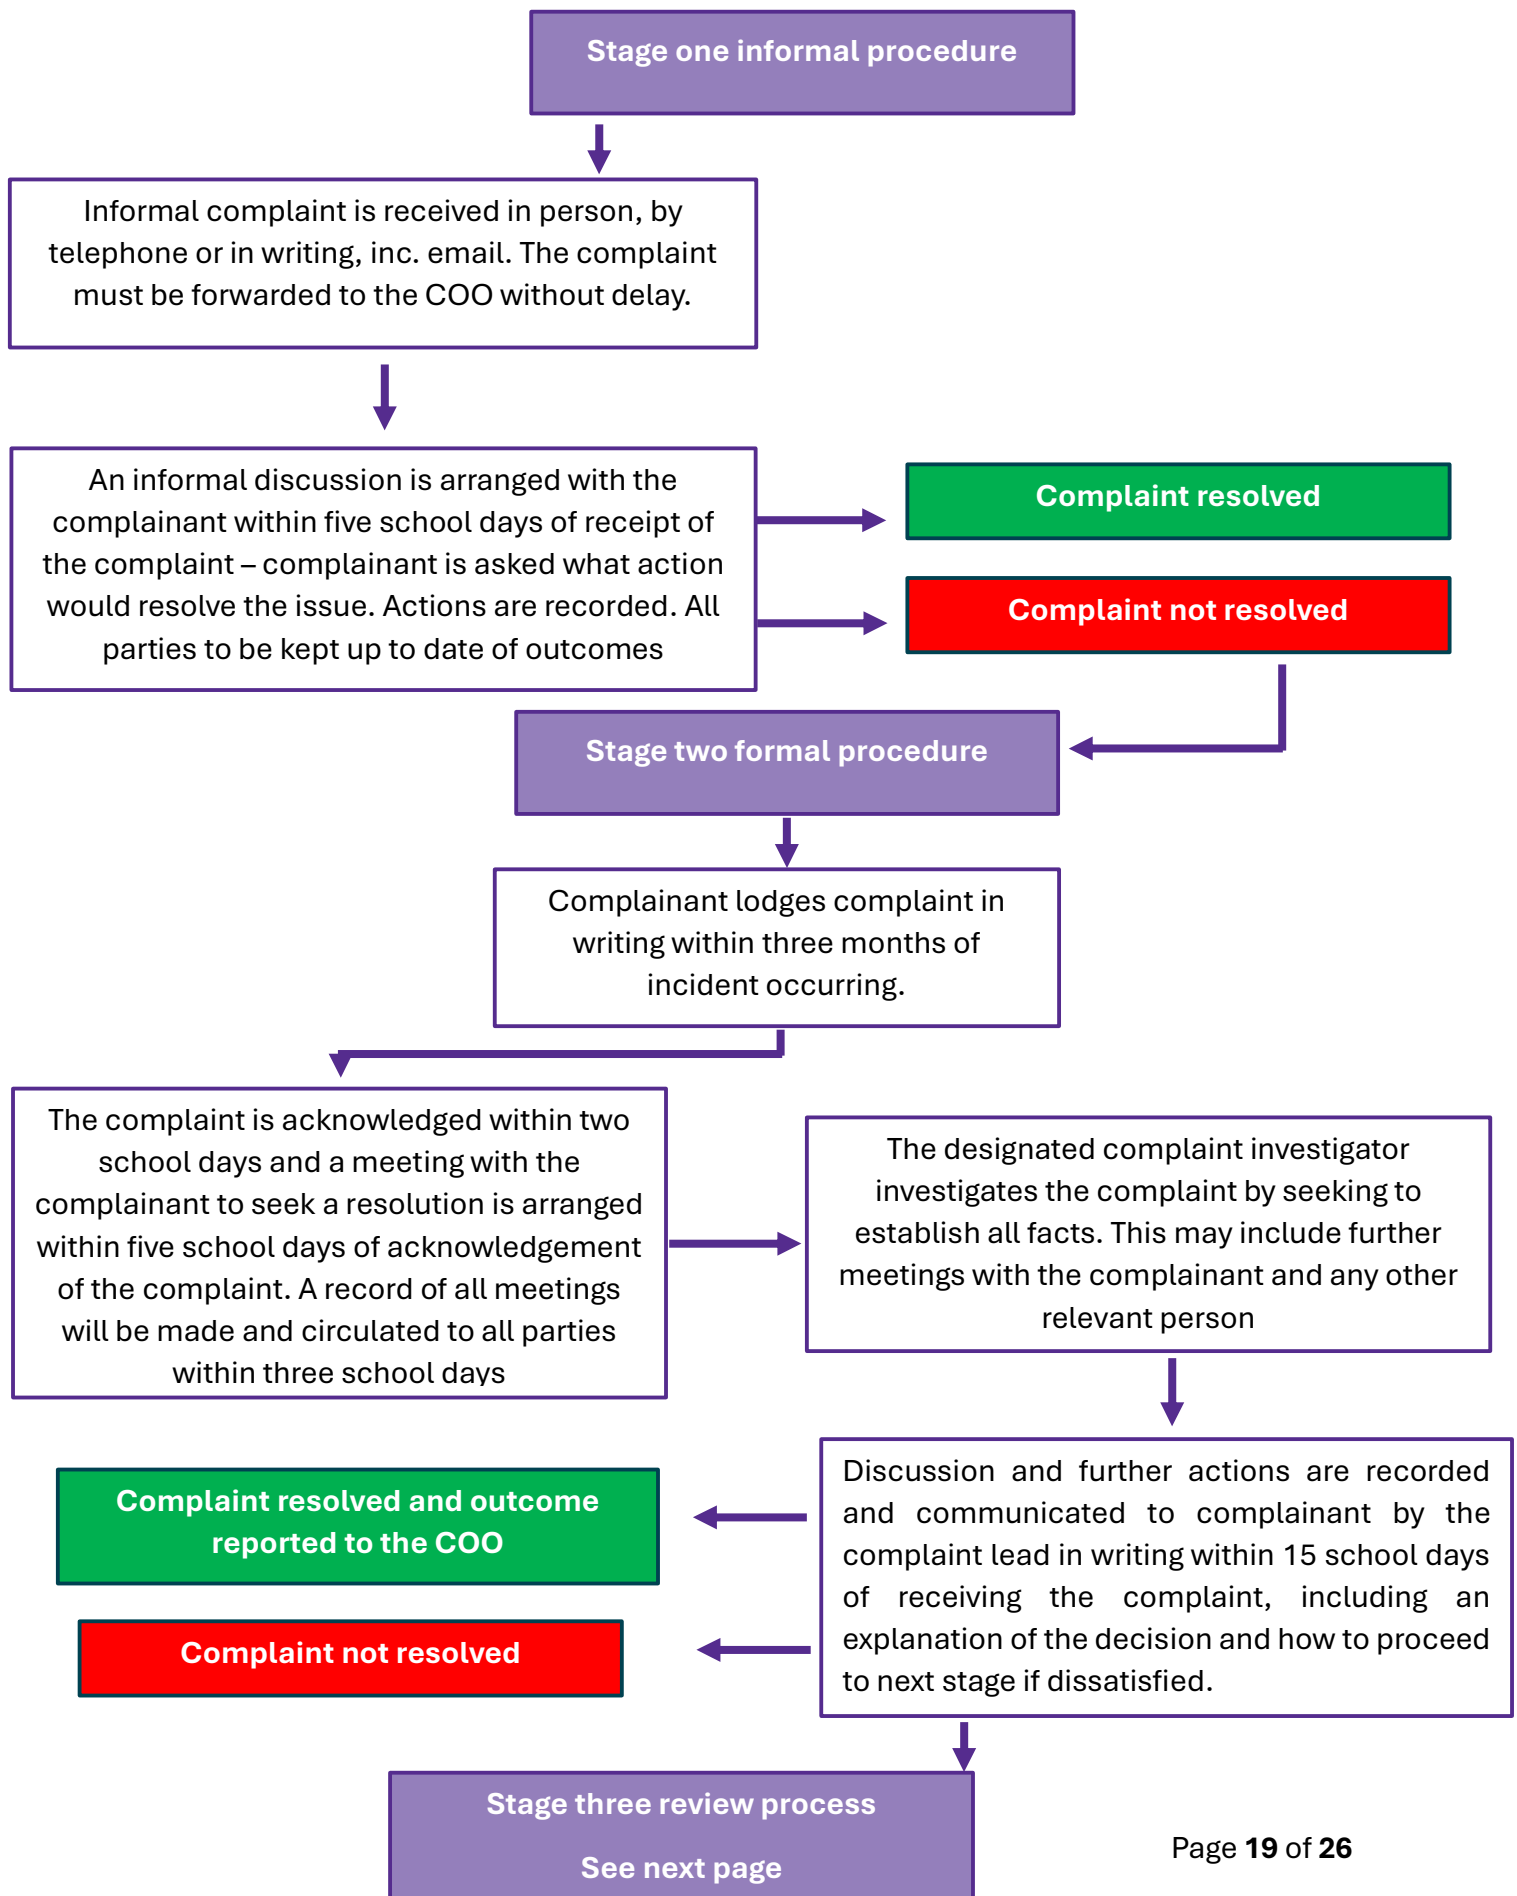 Stage one informal procedure
Informal complaint is received in person, by
telephone or in writing, inc. email. The complaint
must be forwarded to the COO without delay.
An informal discussion is arranged with the
complainant within five school days of receipt of
the complaint – complainant is asked what action
would resolve the issue. Actions are recorded. All
parties to be kept up to date of outcomes
Complaint resolved
Complaint not resolved
Stage two formal procedure
Complainant lodges complaint in
writing within three months of
incident occurring.
The complaint is acknowledged within two
school days and a meeting with the
complainant to seek a resolution is arranged
within five school days of acknowledgement
of the complaint. A record of all meetings
will be made and circulated to all parties
within three school days
The designated complaint investigator
investigates the complaint by seeking to
establish all facts. This may include further
meetings with the complainant and any other
relevant person
Discussion and further actions are recorded
and communicated to complainant by the
complaint lead in writing within 15 school days
of receiving the complaint, including an
explanation of the decision and how to proceed
to next stage if dissatisfied.
Complaint resolved and outcome
reported to the COO
Complaint not resolved
Stage three review process
See next page
Page 19 of 26